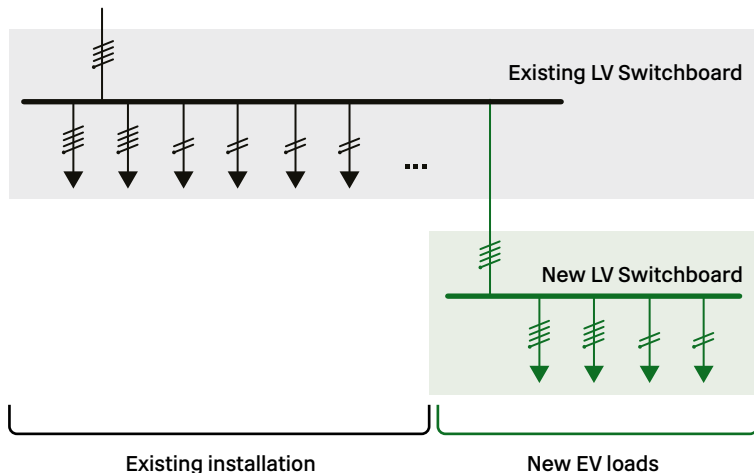 Existing LV Switchboard
...
New LV Switchboard
Existing installation
New EV loads